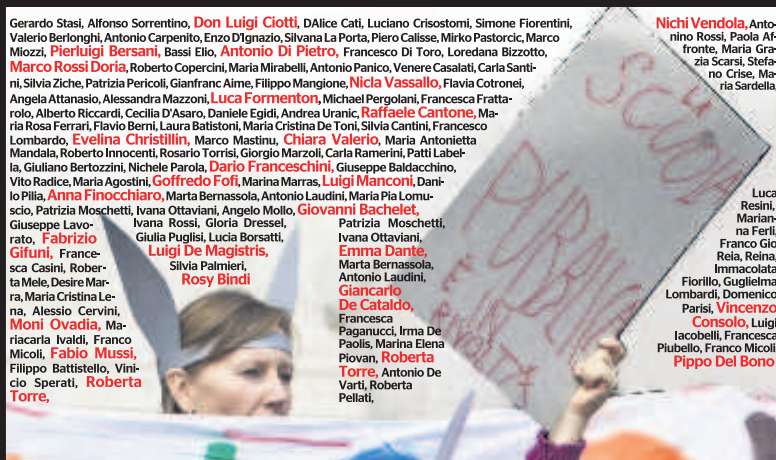 Gerardo Stasi, Alfonso Sorrentino, Don Luigi Ciotti, DAlice Cati, Luciano Crisostomi, Simone Fiorentini,
Valerio Berlonghi, Antonio Carpenito, Enzo D'Ignazio, Silvana La Porta, Piero Calisse, Mirko Pastorcic, Marco
Miozzi, Pierluigi Bersani, Bassi Elio, Antonio Di Pietro, Francesco Di Toro, Loredana Bizzotto,
Marco Rossi Doria, Roberto Copercini, Maria Mirabelli, Antonio Panico, Venere Casalati, Carla Santi-
ni, Silvia Ziche, Patrizia Pericoli, Gianfranc Aime, Filippo Mangione, Nicla Vassallo, Flavia Cotronei,
Angela Attanasio, Alessandra Mazzoni, Luca Formenton, Michael Pergolani, Francesca Fratta-
rolo, Alberto Riccardi, Cecilia D'Asaro, Daniele Egidi, Andrea Uranic, Raffaele Cantone, Ma-
ria Rosa Ferrari, Flavio Berni, Laura Batistoni, Maria Cristina De Toni, Silvia Cantini, Francesco
Lombardo, Evelina Christillin, Marco Mastinu, Chiara Valerio, Maria Antonietta
Mandala, Roberto Innocenti, Rosario Torrisi, Giorgio Marzoli, Carla Ramerini, Patti Label-
la, Giuliano Bertozzini, Nichele Parola, Dario Franceschini, Giuseppe Baldacchino,
Vito Radice, Maria Agostini, Goffredo Fofi, Marina Marras, Luigi Manconi, Dani-
lo Pilia, Anna Finocchiaro, Marta Bernassola, Antonio Laudini, Maria Pia Lomu-
scio, Patrizia Moschetti, Ivana Ottaviani, Angelo Mollo, Giovanni Bachelet,
Giuseppe Lavo-
rato, Fabrizio
Gifuni, France-
sca Casini, Rober-
ta Mele, Desire Mar-
ra, Maria Cristina Le-
na, Alessio Cervini,
Moni Ovadia, Ma-
riacarla Ivaldi, Franco
Micoli, Fabio Mussi,
Filippo Battistello, Vini-
cio Sperati, Roberta
Torre,
Ivana Rossi, Gloria Dressel,
Giulia Puglisi, Lucia Borsatti,
Luigi De Magistris,
Silvia Palmieri,
Rosy Bindi
Patrizia Moschetti,
Ivana Ottaviani,
Emma Dante,
Marta Bernassola,
Antonio Laudini,
Giancarlo
De Cataldo,
Francesca
Paganucci, Irma De
Paolis, Marina Elena
Piovan, Roberta
Torre, Antonio De
Varti, Roberta
Pellati,
Nichi Vendola, Anto-
nino Rossi, Paola Af-
fronte, Maria Gra-
zia Scarsi, Stefa-
no Crise, Ma-
ria Sardella,
Luca
Resini,
Marian-
na Ferli,
Franco Gio
Reia, Reina,
Immacolata
Fiorillo, Guglielma
Lombardi, Domenico
Parisi, Vincenzo
Consolo, Luigi
Iacobelli, Francesca
Piubello, Franco Micoli
Pippo Del Bono
SCUOLA